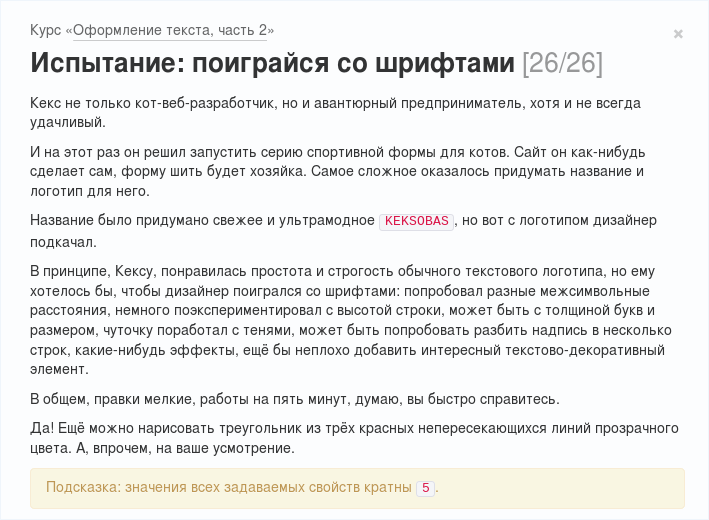 Курс «Оформление текста, часть 2»
×
Испытание: поиграйся со шрифтами [26/26]
Кекс не только кот-веб-разработчик, но и авантюрный предприниматель, хотя и не всегда
удачливый.
И на этот раз он решил запустить серию спортивной формы для котов. Сайт он как-нибудь
сделает сам, форму шить будет хозяйка. Самое сложное оказалось придумать название и
логотип для него.
Название было придумано свежее и ультрамодное KEKSOBAS, но вот с логотипом дизайнер
подкачал.
В принципе, Кексу, понравилась простота и строгость обычного текстового логотипа, но ему
хотелось бы, чтобы дизайнер поигрался со шрифтами: попробовал разные межсимвольные
расстояния, немного поэкспериментировал с высотой строки, может быть с толщиной букв и
размером, чуточку поработал с тенями, может быть попробовать разбить надпись в несколько
строк, какие-нибудь эффекты, ещё бы неплохо добавить интересный текстово-декоративный
элемент.
В общем, правки мелкие, работы на пять минут, думаю, вы быстро справитесь.
Да! Ещё можно нарисовать треугольник из трёх красных непересекающихся линий прозрачного
цвета. А, впрочем, на ваше усмотрение.
Подсказка: значения всех задаваемых свойств кратны 5.